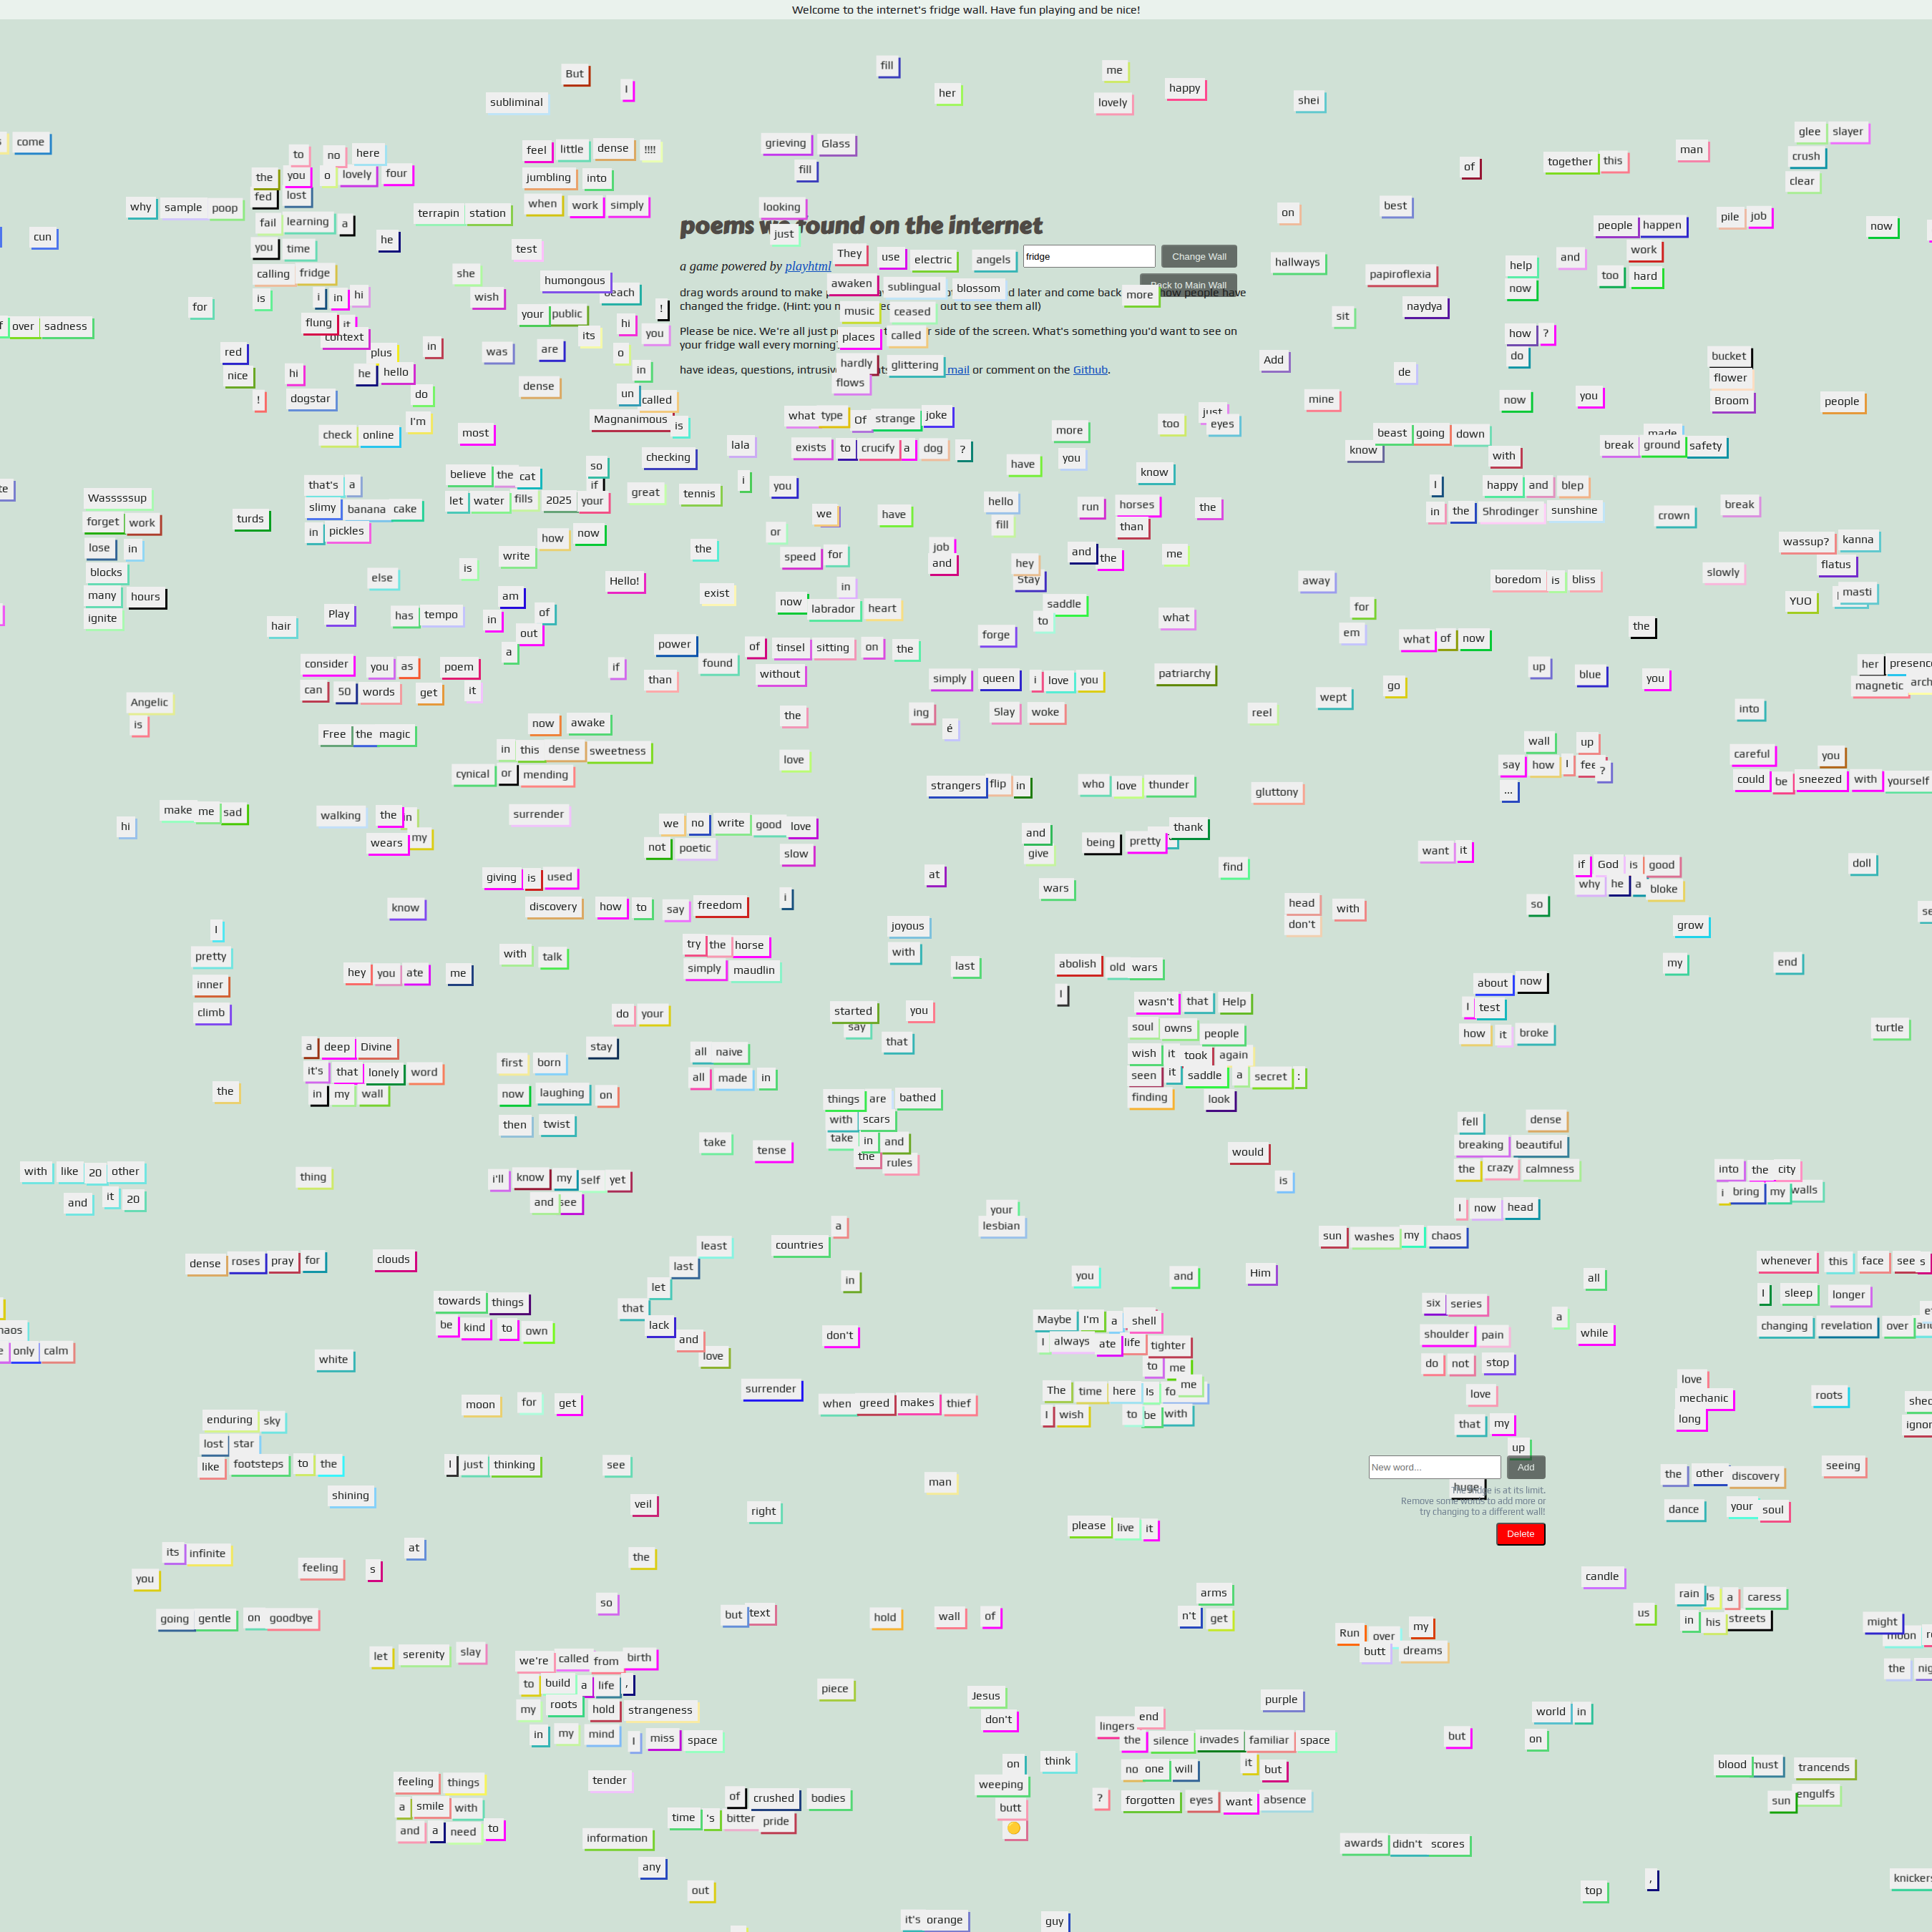 Welcome to the internet's fridge wall. Have fun playing and be nice!
But I fill me
subliminal her lovely happy shei
come
to no here feel little dense !!!! grieving Glass glee slayer
the you o lovely four jumbling into fill of together this man crush
fed lost clear
why sample poop when work simply looking
fail learning a terrapin station on best people happen pile job now
poems we found on the internet
just
cun you time he test work
They use electric angels fridge Change Wall
hallways help and too hard
calling fridge she humongous a game powered by playhtml papiroflexia
awaken sublingual blossom Back to Main Wall
is i in hi wish beach more now
drag words around to make
d later and come back
how people have
changed the fridge. (Hint: you
out to see them all)
for your public ! music ceased naydya
over sadness flung it hi its you sit
context
Please be nice. We're all just
side of the screen. What's something you'd want to see on
your fridge wall every morning
places called how ?
red plus in was are o Add do bucket
hardly glittering
have ideas, questions, intrusive
mail or comment on the Github.
nice hi he hello in flows de flower
! dogstar do dense un called mine now you Broom people
I'm Magnanimous is what type Of strange joke just
check online most more too eyes beast going down made
lala exists to crucify a dog ? know break ground safety
checking have you with
so believe the cat know
that's a if i you I happy and blep
Wasssssup let water fills 2025 your great tennis hello run horses the in the Shrodinger sunshine break
slimy banana cake we have crown
forget work turds in pickles fill than
how now or wassup? kanna
lose in write the speed for job and the me
and hey flatus
blocks else is Hello! Stay away boredom is bliss slowly
many hours am exist in saddle YUO masti
ignite Play has tempo in of now labrador heart to for what
hair out forge em what of now the
a power of tinsel sitting on the
consider you as poem if found without simply queen i love you patriarchy up blue you her presence
can 50 words get it than go magnetic arch
Angelic wept
is now awake the ing Slay woke reel into
Free the magic é
in this dense sweetness love wall up careful you
cynical or mending say how I fee ?
strangers flip in who love thunder gluttony ... could be sneezed with yourself
make me sad walking the in surrender
hi wears my we no write good love and being pretty thank
not poetic slow give want it
giving is used at find if God is good doll
know discovery how to say freedom i wars head with why he a bloke
I joyous don't so grow
pretty with talk try the horse with
hey you ate me simply maudlin last abolish old wars my end
inner I about now
climb do your started you wasn't that Help I test
say that soul owns people how it broke turtle
a deep Divine stay all naive wish it took again
it's that lonely word first born all made in seen it saddle a secret :
the in my wall now laughing on things are bathed finding look
then twist with scars fell dense
take tense take in and breaking beautiful
the rules would the crazy calmness
with like 20 other thing i'll know my self yet is into the city
and it 20 and see i bring my walls
your I now head
a lesbian sun washes my chaos
least countries
dense roses pray for clouds last in you and Him all whenever this face see s
let
towards things that six series I sleep longer
be kind to own lack don't Maybe I'm a shell a while changing revelation over
and I always ate life tighter shoulder pain
only calm white love to me do not stop
surrender The time here Is fo me love love
moon for get when greed makes thief I wish to be with mechanic roots
enduring sky that my long
lost star up
like footsteps to the I just thinking see New word... Add the other discovery seeing
shining man huge
The fridge is at its limit.
Remove some words to add more or
try changing to a different wall!
veil right dance your soul
please live it Delete
its infinite at the
you feeling s candle
so arms rain Is a caress
going gentle on goodbye but text hold wall of n't get us in his streets might
Run over my moon
let serenity slay we're called from birth butt dreams the
to build a life , piece
my roots hold strangeness Jesus purple
in my mind I miss space don't lingers end world in
the silence invades familiar space but on
on think no one will it but blood must trancends
feeling things tender weeping engulfs
a smile with of crushed bodies butt ? forgotten eyes want absence sun
and a need to time 's bitter pride
information awards didn't scores
any ,
out top
it's orange guy